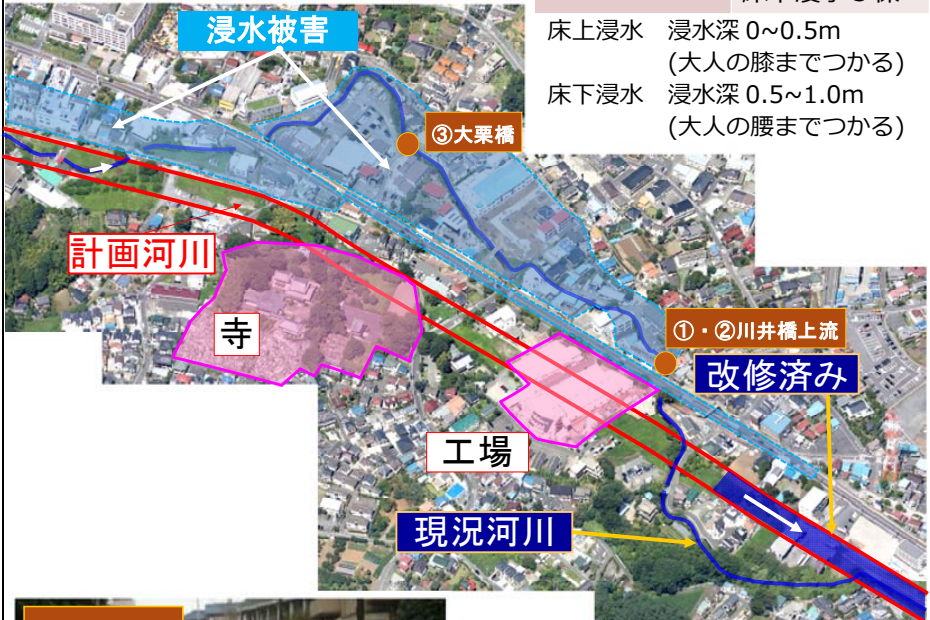 浸水被害
床上浸水 浸水深 0~0.5m
(大人の膝までつかる)
床下浸水 浸水深 0.5~1.0m
(大人の腰までつかる)
③大栗橋
計画河川
寺
①・②川井橋上流
改修済み
工場
現況河川